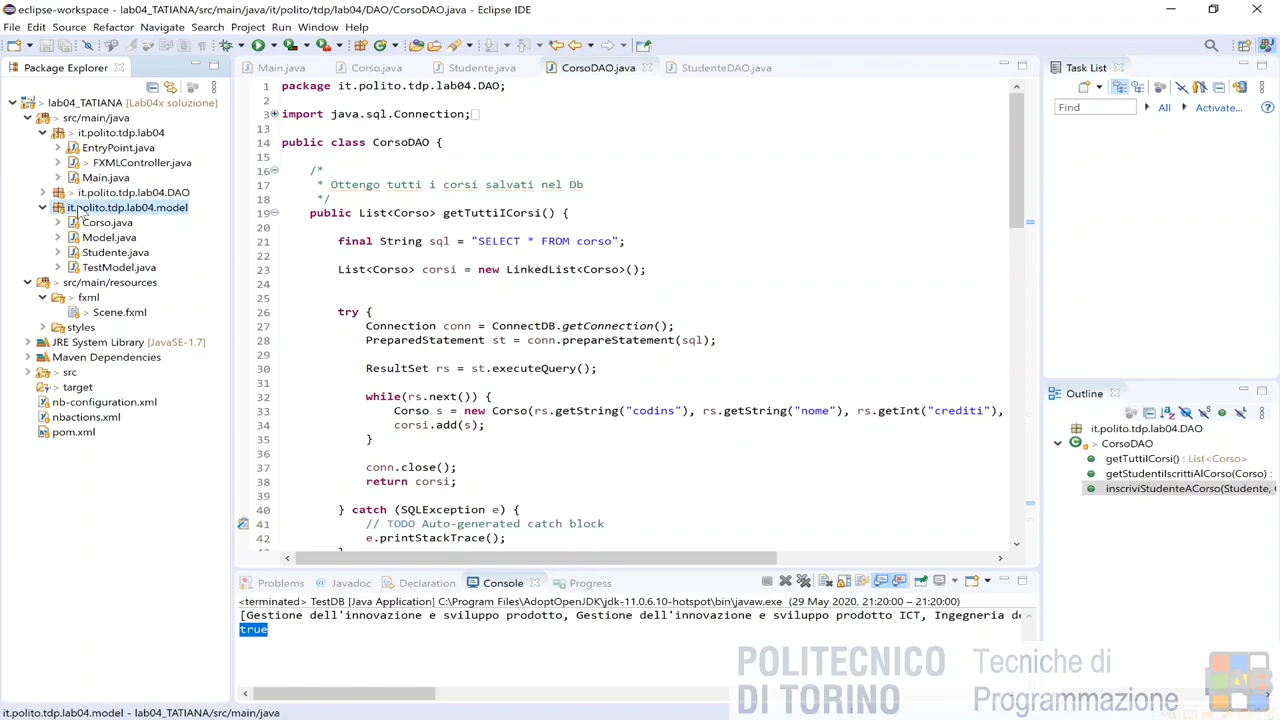 eclipse-workspace - lab04_TATIANA/src/main/java/it/polito/tdp/lab04/DAO/CorsoDAO.java - Eclipse IDE
File Edit Source Refactor Navigate Search Project Run Window Help
Package Explorer
lab04_TATIANA [Lab04x soluzione]
src/main/java
it.polito.tdp.lab04
EntryPoint.java
FXMLController.java
Main.java
it.polito.tdp.lab04.DAO
it.polito.tdp.lab04.model
Corso.java
Model.java
Studente.java
TestModel.java
src/main/resources
fxml
Scene.fxml
styles
JRE System Library [JavaSE-1.7]
Maven Dependencies
src
target
nb-configuration.xml
nbactions.xml
pom.xml
Main.java Corso.java Studente.java CorsoDAO.java StudenteDAO.java
1 package it.polito.tdp.lab04.DAO;
2
3 import java.sql.Connection;
13
14 public class CorsoDAO {
15
16 /*
17 * Ottengo tutti i corsi salvati nel Db
18 */
19 public List<Corso> getTuttiICorsi() {
20
21 final String sql = "SELECT * FROM corso";
22
23 List<Corso> corsi = new LinkedList<Corso>();
24
25
26 try {
27 Connection conn = ConnectDB.getConnection();
28 PreparedStatement st = conn.prepareStatement(sql);
29
30 ResultSet rs = st.executeQuery();
31
32 while(rs.next()) {
33 Corso s = new Corso(rs.getString("codins"), rs.getString("nome"), rs.getInt("crediti"),
34 corsi.add(s);
35 }
36
37 conn.close();
38 return corsi;
39
40 } catch (SQLException e) {
41 // TODO Auto-generated catch block
42 e.printStackTrace();
Task List
Find All Activate...
Outline
it.polito.tdp.lab04.DAO
CorsoDAO
getTuttiICorsi() : List<Corso>
getStudentiIscrittiAlCorso(Corso) :
inscriviStudenteACorso(Studente,
Problems Javadoc Declaration Console Progress
<terminated> TestDB [Java Application] C:\Program Files\AdoptOpenJDK\jdk-11.0.6.10-hotspot\bin\javaw.exe (29 May 2020, 21:20:00 – 21:20:00)
[Gestione dell'innovazione e sviluppo prodotto, Gestione dell'innovazione e sviluppo prodotto ICT, Ingegneria de
true
POLITECNICO
DI TORINO
Tecniche di
Programmazione
it.polito.tdp.lab04.model - lab04_TATIANA/src/main/java